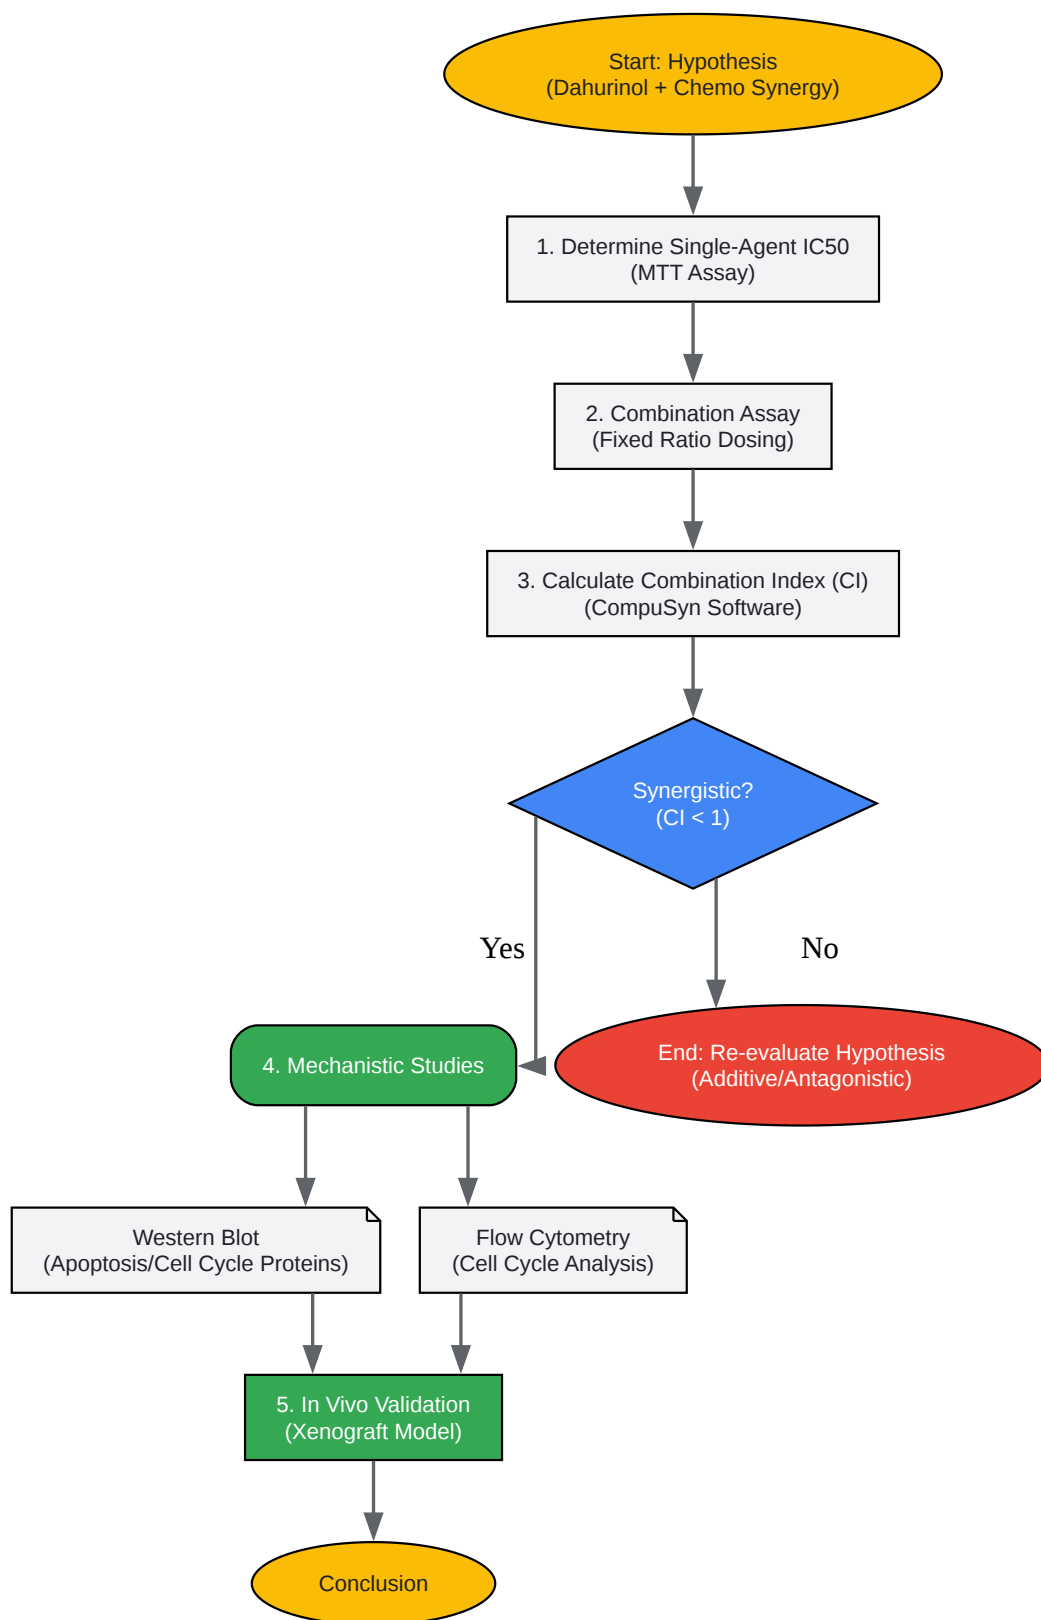 Start: Hypothesis
(Dahurinol + Chemo Synergy)
1. Determine Single-Agent IC50
(MTT Assay)
2. Combination Assay
(Fixed Ratio Dosing)
3. Calculate Combination Index (CI)
(CompuSyn Software)
Synergistic?
(CI < 1)
Yes
No
4. Mechanistic Studies
End: Re-evaluate Hypothesis
(Additive/Antagonistic)
Western Blot
(Apoptosis/Cell Cycle Proteins)
Flow Cytometry
(Cell Cycle Analysis)
5. In Vivo Validation
(Xenograft Model)
Conclusion